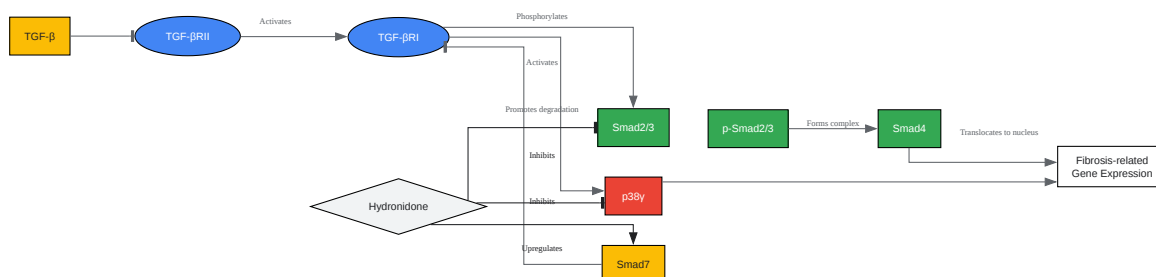 Phosphorylates
Activates
TGF-β
TGF-βRII
TGF-βRI
Activates
Promotes degradation
Smad2/3
p-Smad2/3
Forms complex
Smad4
Translocates to nucleus
Inhibits
Fibrosis-related
Gene Expression
p38γ
Inhibits
Hydronidone
Upregulates
Smad7